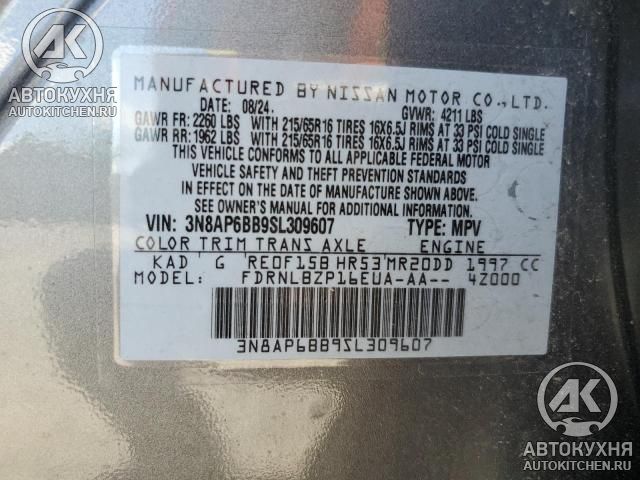 AK
АВТОКУХНЯ
AUTOKITCHEN.RU
MANUFACTURED BY NISSAN MOTOR CO., LTD.
DATE: 08/24. GVWR: 4211 LBS
GAWR FR: 2260 LBS WITH 215/65R16 TIRES 16X6.5J RIMS AT 33 PSI COLD SINGLE
GAWR RR: 1962 LBS WITH 215/65R16 TIRES 16X6.5J RIMS AT 33 PSI COLD SINGLE
THIS VEHICLE CONFORMS TO ALL APPLICABLE FEDERAL MOTOR
VEHICLE SAFETY AND THEFT PREVENTION STANDARDS
IN EFFECT ON THE DATE OF MANUFACTURE SHOWN ABOVE.
SEE OWNER'S MANUAL FOR ADDITIONAL INFORMATION.
VIN: 3N8AP6BB9SL309607 TYPE: MPV
COLOR TRIM TRANS AXLE ENGINE
KAD G RE0F15B HR53 MR20DD 1997 CC
MODEL: FDRNLBZP16EUA-AA-- 4Z000
3N8AP6BB9SL309607
AK
АВТОКУХНЯ
AUTOKITCHEN.RU